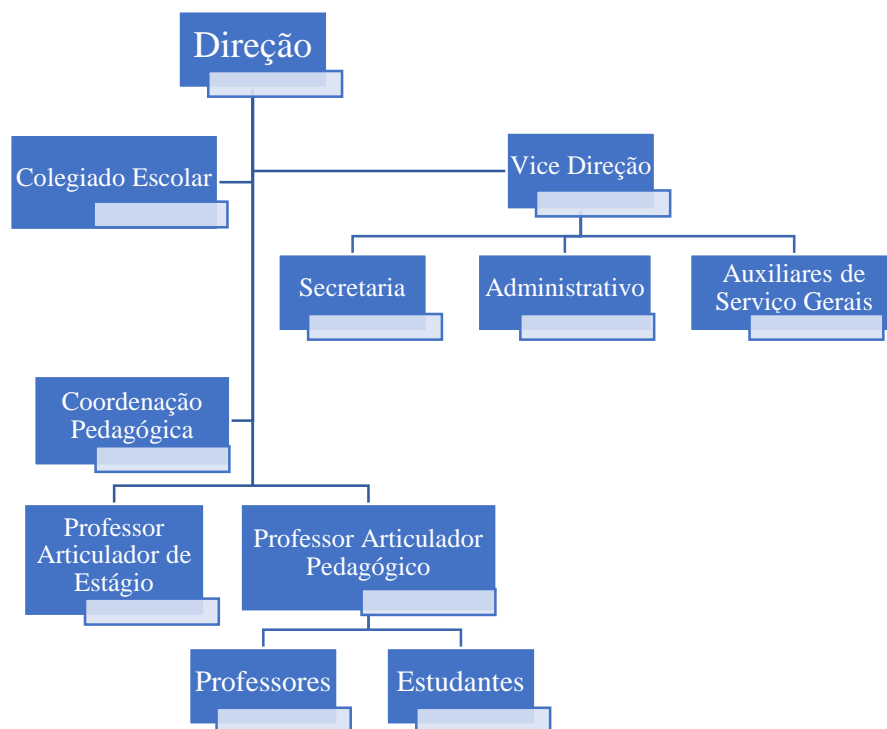 Direção
Colegiado Escolar
Vice Direção
Secretaria
Administrativo
Auxiliares de
Serviço Gerais
Coordenação
Pedagógica
Professor
Articulador de
Estágio
Professor Articulador
Pedagógico
Professores
Estudantes